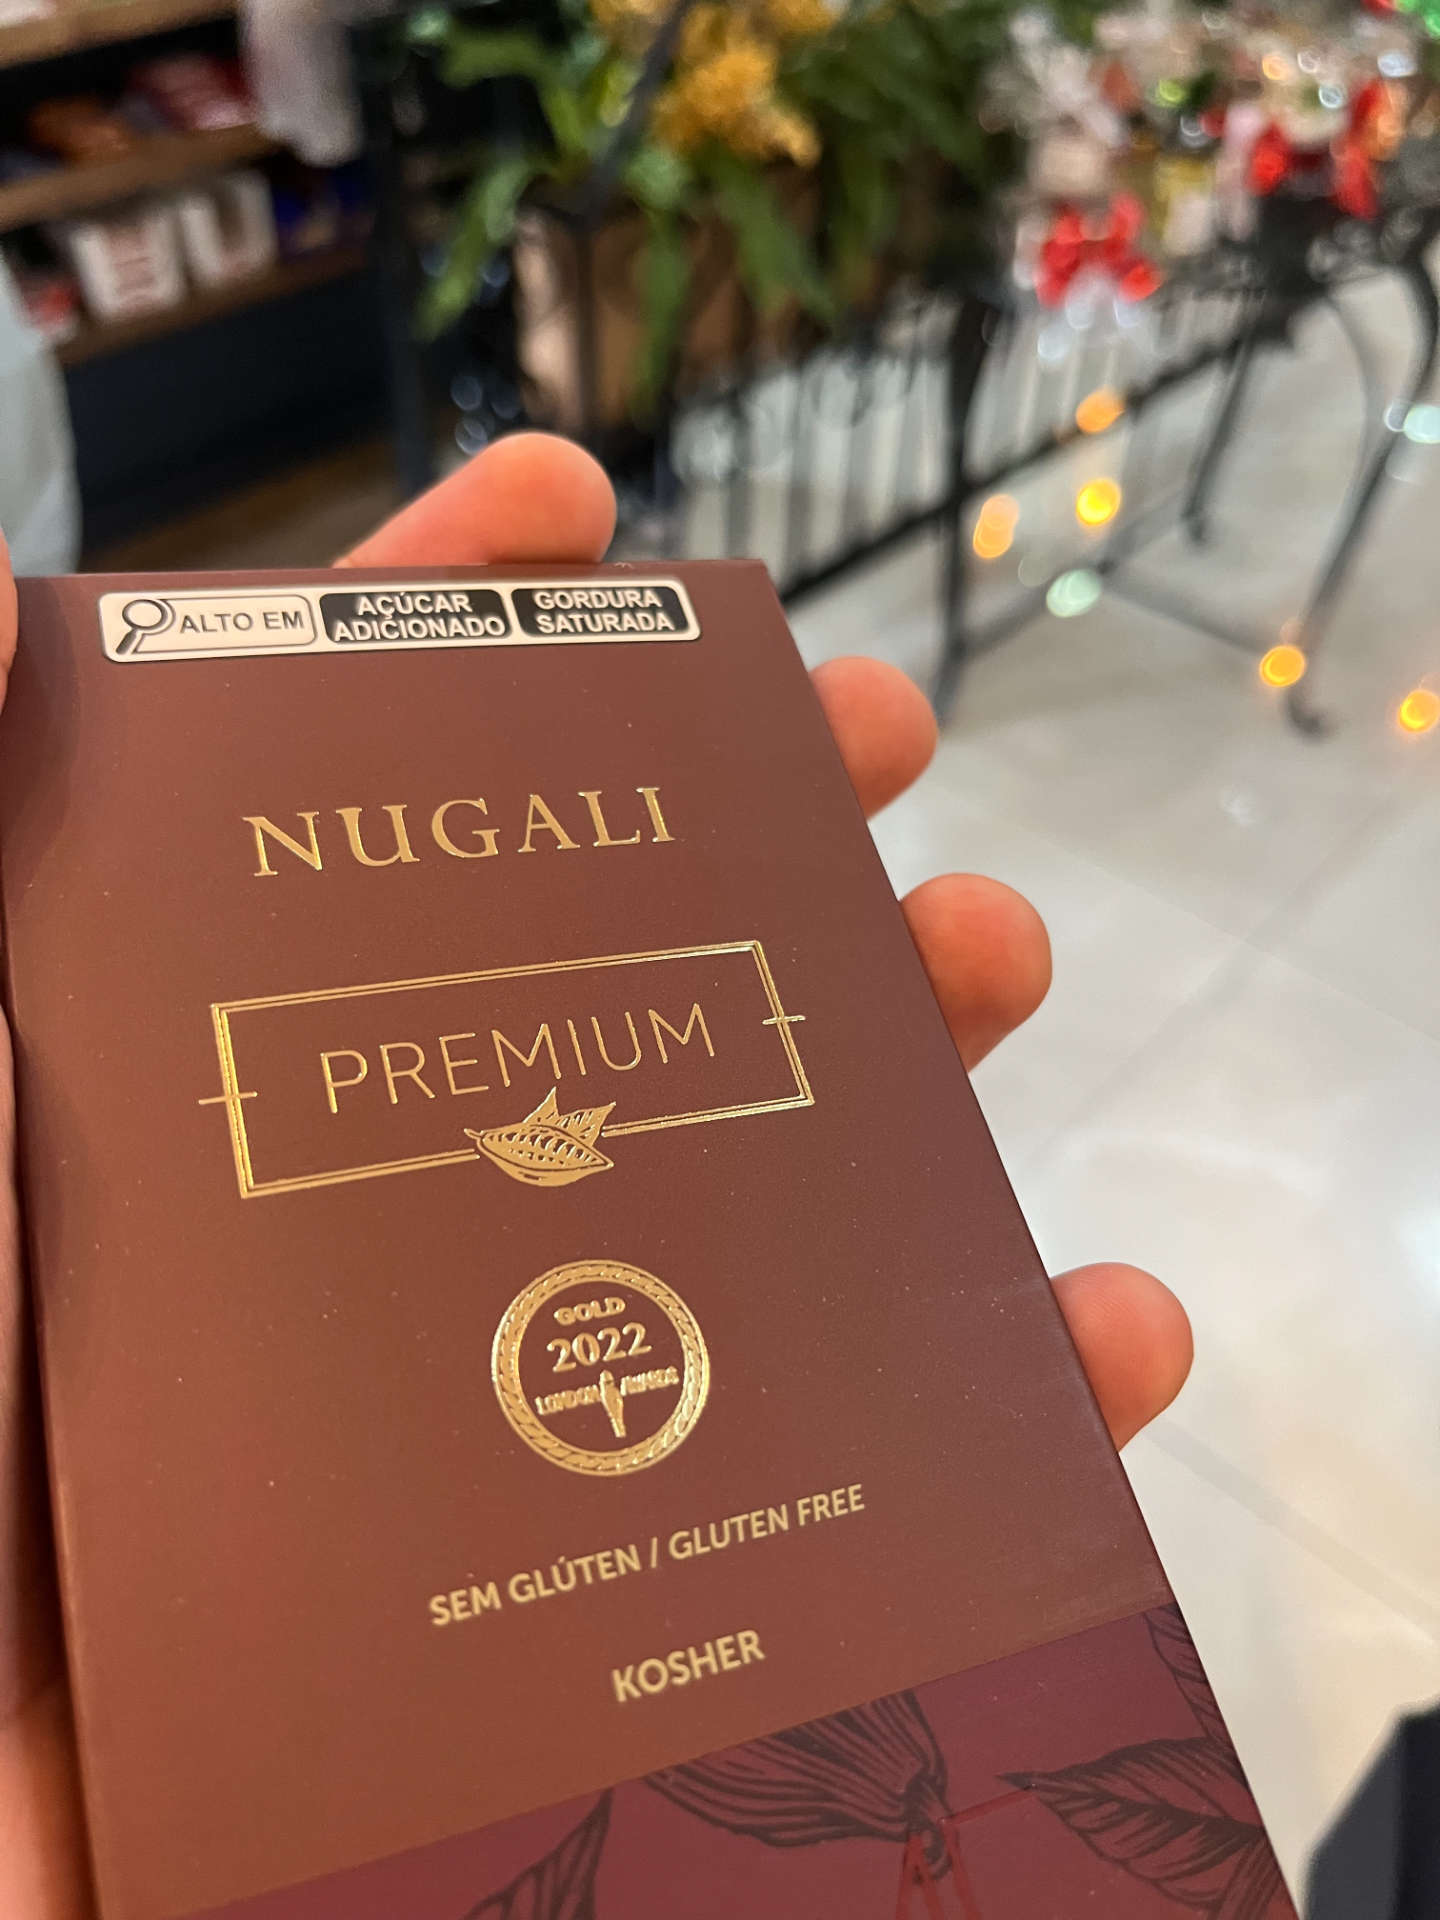 ALTO EM
AÇÚCAR
ADICIONADO
GORDURA
SATURADA
NUGALI
PREMIUM
GOLD
2022
LONDON AWARDS
SEM GLÚTEN / GLUTEN FREE
KOSHER